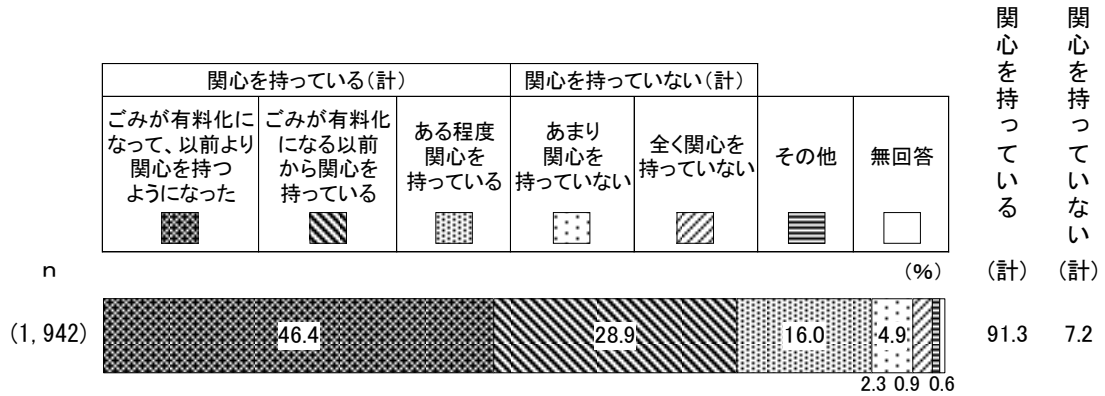 関心を持っている(計)
関心を持っていない(計)
ごみが有料化に
なって、以前より
関心を持つ
ようになった
ごみが有料化
になる以前
から関心を
持っている
ある程度
関心を
持っている
あまり
関心を
持っていない
全く関心を
持っていない
その他
無回答
関心を持っている
(計)
関心を持っていない
(計)
n
(%)
(1,942)
46.4
28.9
16.0
4.9
2.3
0.9
0.6
91.3
7.2